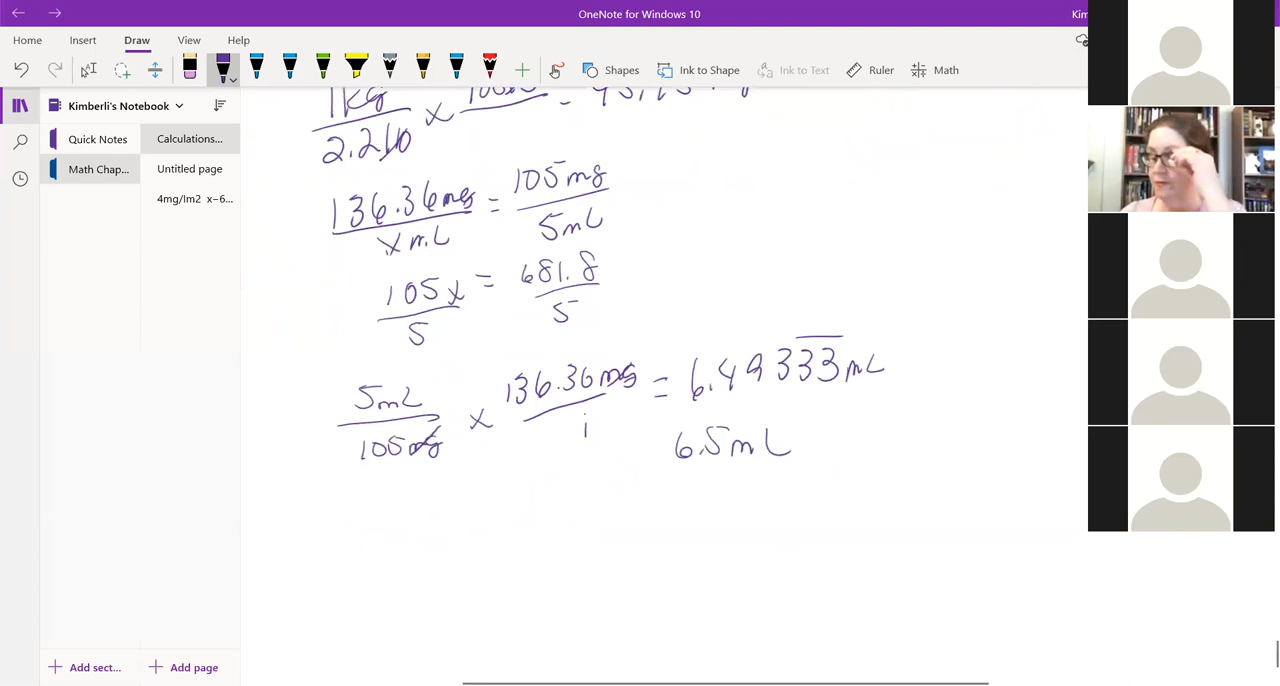 OneNote for Windows 10
Home Insert Draw View Help
Shapes Ink to Shape Ink to Text Ruler Math
Kimberli's Notebook
Quick Notes
Math Chap...
Calculations...
Untitled page
4mg/lm2 x-6...
1kg
2.2lb
x
136.36mg / x mL = 105mg / 5mL
105x / 5 = 681.8 / 5
5mL / 105mg x 136.36mg / 1 = 6.49333mL
6.5mL
+ Add sect... + Add page